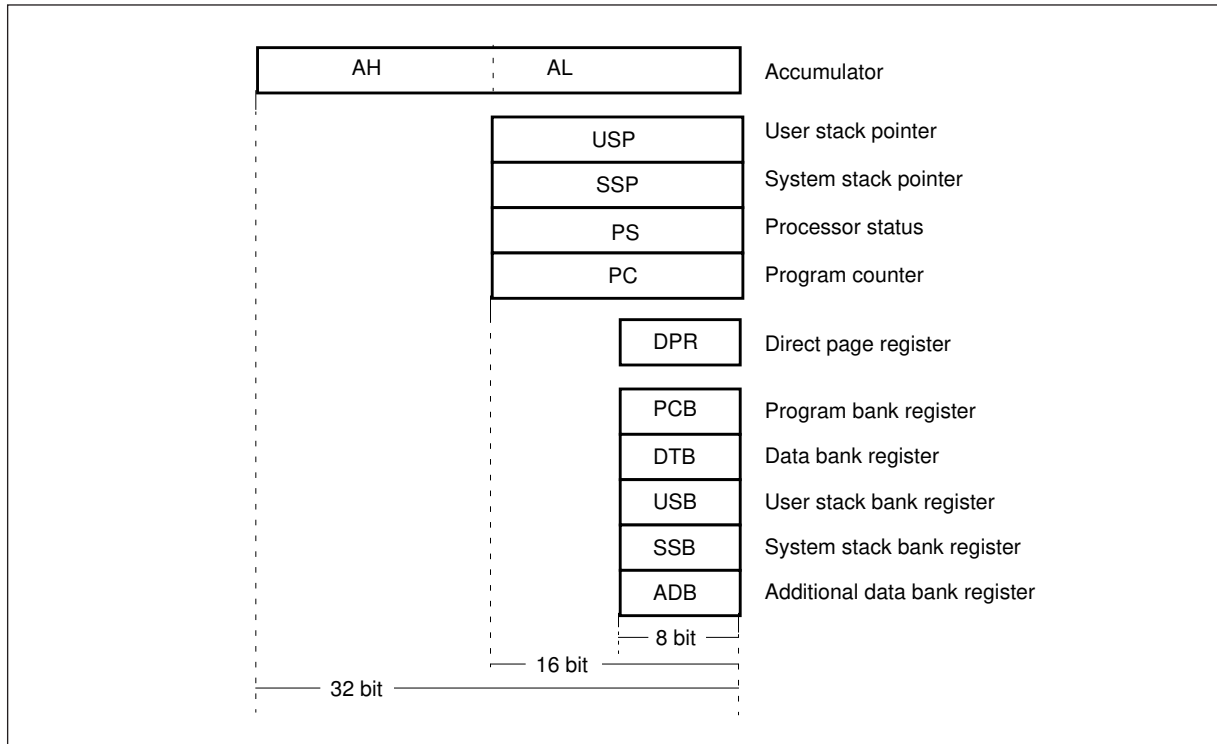 AH AL Accumulator
USP User stack pointer
SSP System stack pointer
PS Processor status
PC Program counter
DPR Direct page register
PCB Program bank register
DTB Data bank register
USB User stack bank register
SSB System stack bank register
ADB Additional data bank register
8 bit
16 bit
32 bit